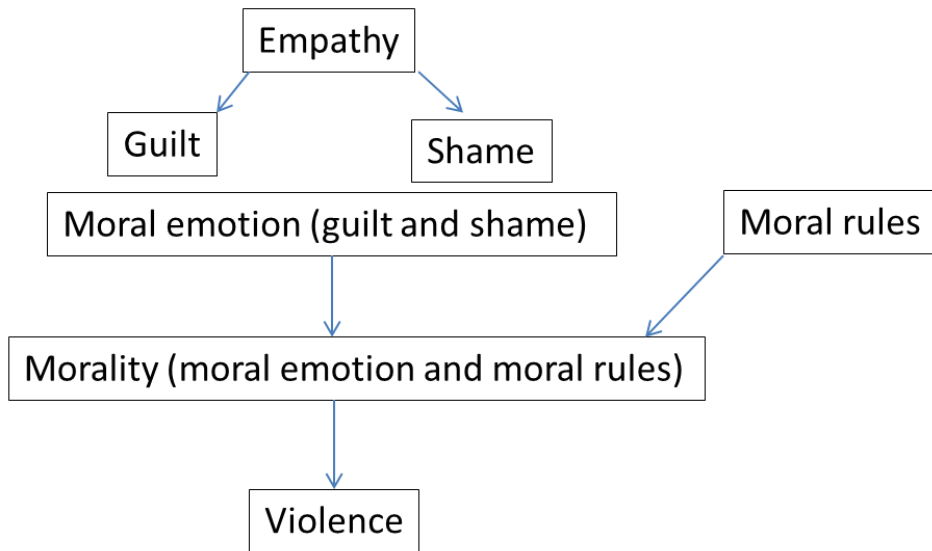 Empathy
Guilt
Shame
Moral emotion (guilt and shame)
Moral rules
Morality (moral emotion and moral rules)
Violence